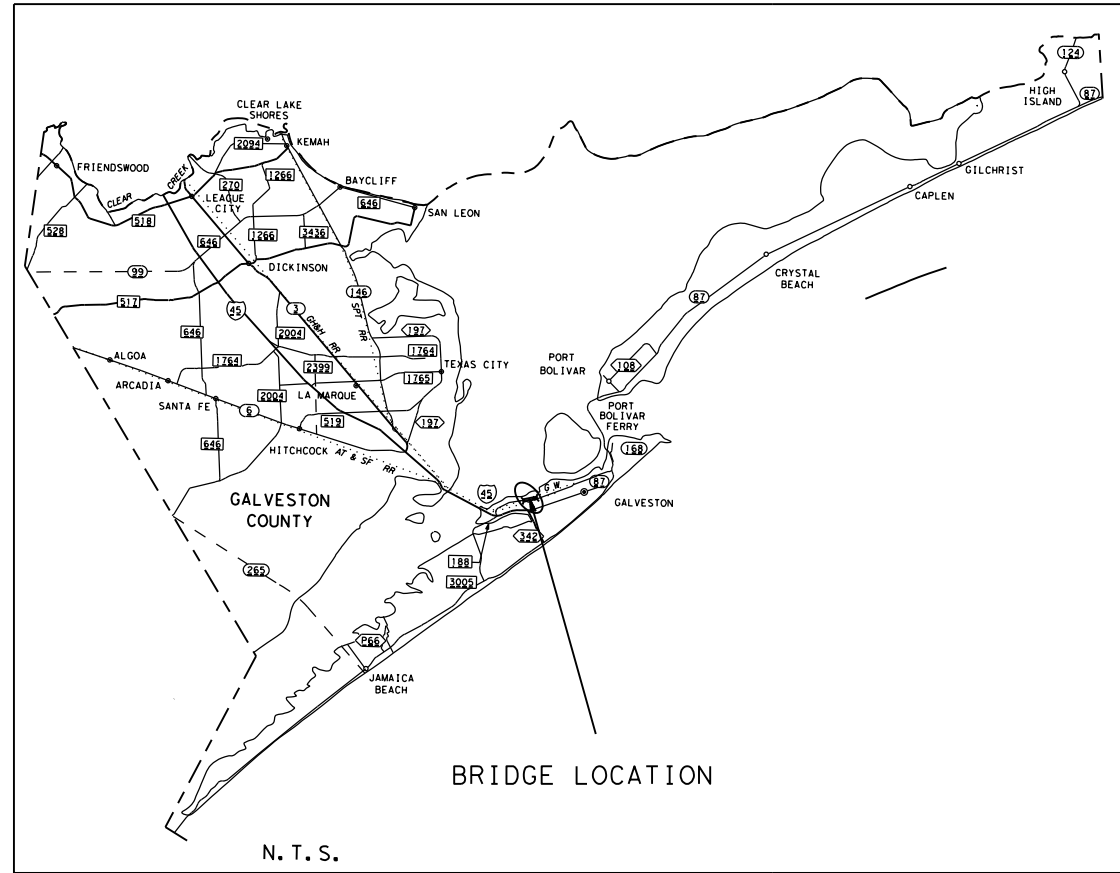 124
HIGH
ISLAND
87
CLEAR LAKE
SHORES
2094
KEMAH
FRIENDSWOOD
CLEAR
CREEK
270
1266
BAYCLIFF
LEAGUE
CITY
646
SAN LEON
GILCHRIST
CAPLEN
528
518
646
1266
3436
99
DICKINSON
CRYSTAL
BEACH
517
45
3
146
87
GH&H RR
SPT RR
646
2004
197
1764
ALGOA
1764
2399
TEXAS CITY
PORT
BOLIVAR
108
ARCADIA
LA MARQUE
1765
SANTA FE
2004
6
519
197
PORT
BOLIVAR
FERRY
646
HITCHCOCK
AT & SF RR
168
GALVESTON
COUNTY
45
G.W.
87
GALVESTON
342
188
265
3005
P66
JAMAICA
BEACH
BRIDGE LOCATION
N.T.S.